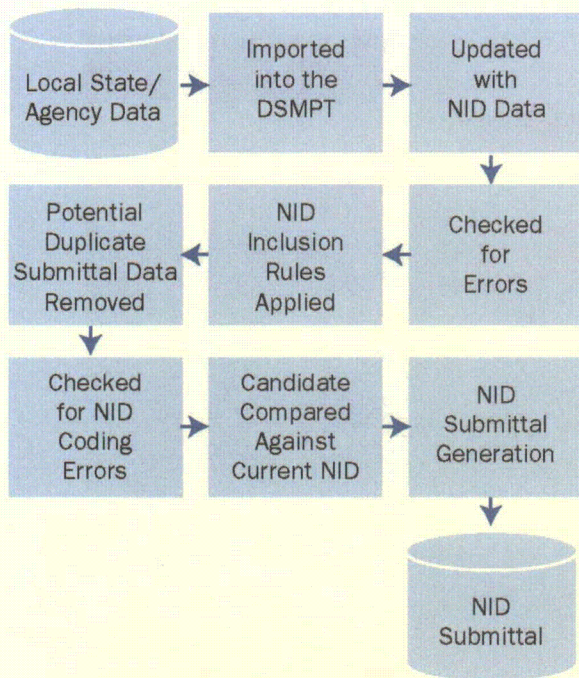 Local State/
Agency Data
Imported
into the
DSMPT
Updated
with
NID Data
Checked
for
Errors
NID
Inclusion
Rules
Applied
Potential
Duplicate
Submittal Data
Removed
Checked
for NID
Coding
Errors
Candidate
Compared
Against
Current NID
NID
Submittal
Generation
NID
Submittal